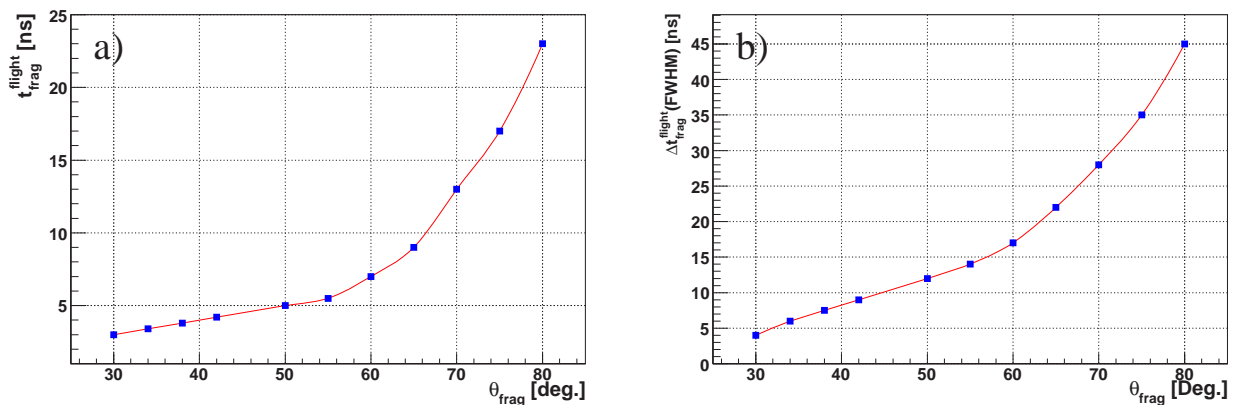 a)
t_frag^flight [ns]
25
20
15
10
5
30 40 50 60 70 80
θ_frag [deg.]
b)
Δt_frag^flight(FWHM) [ns]
45
40
35
30
25
20
15
10
5
0
30 40 50 60 70 80
θ_frag [Deg.]